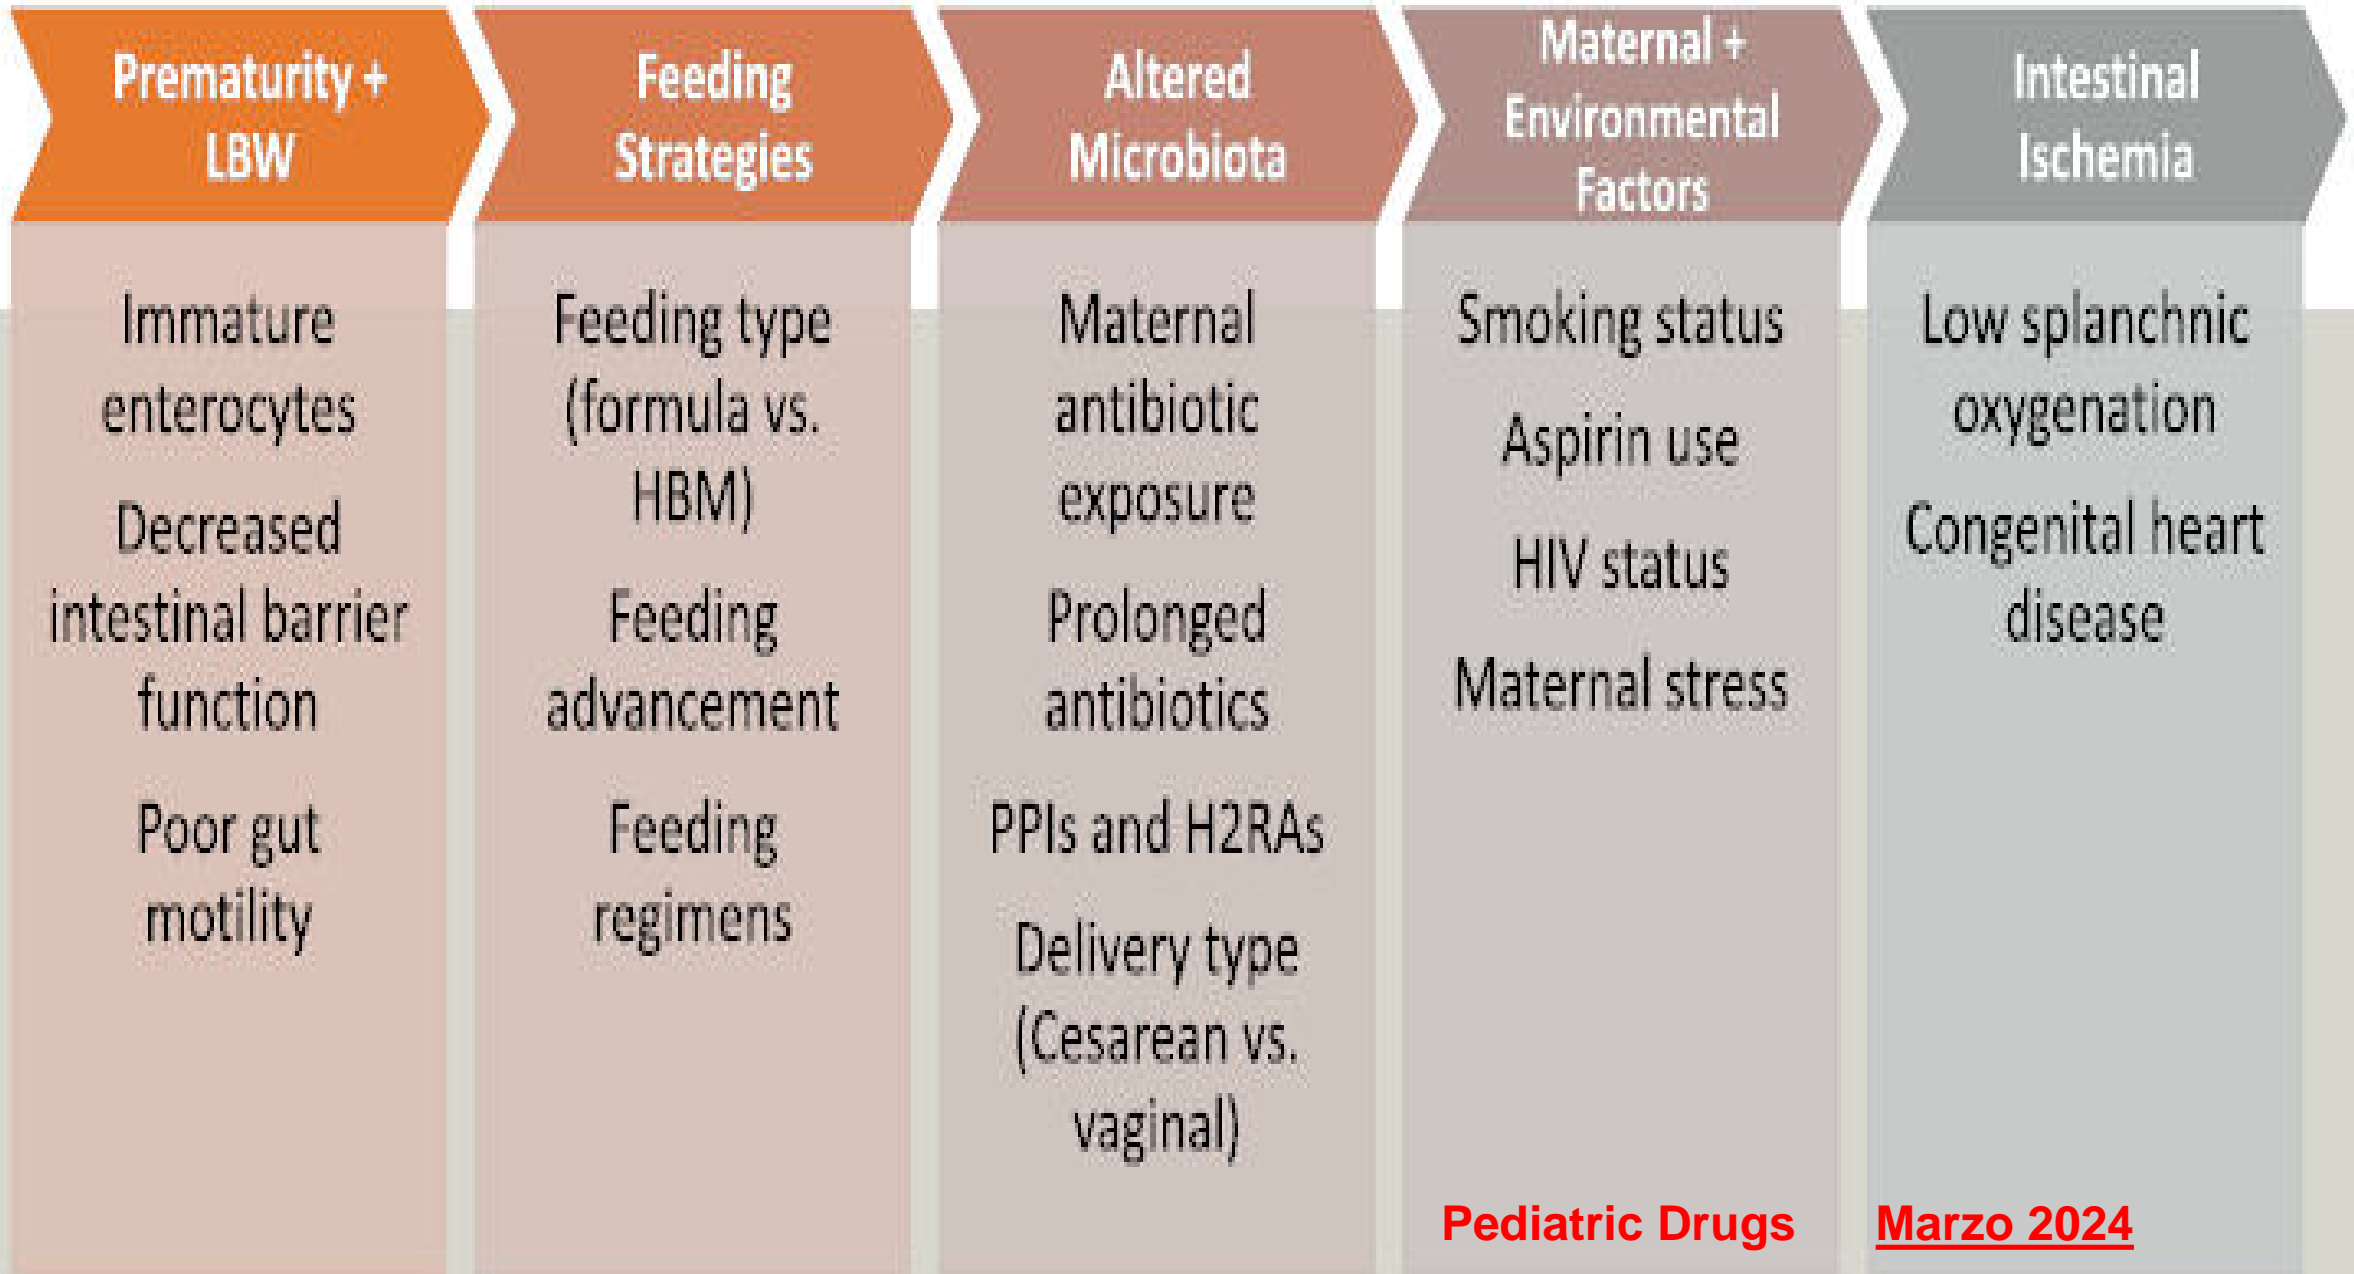 Prematurity +
LBW
Immature
enterocytes
Decreased
intestinal barrier
function
Poor gut
motility
Feeding
Strategies
Feeding type
(formula vs.
HBM)
Feeding
advancement
Feeding
regimens
Altered
Microbiota
Maternal
antibiotic
exposure
Prolonged
antibiotics
PPIs and H2RAs
Delivery type
(Cesarean vs.
vaginal)
Maternal +
Environmental
Factors
Smoking status
Aspirin use
HIV status
Maternal stress
Intestinal
Ischemia
Low splanchnic
oxygenation
Congenital heart
disease
Pediatric Drugs Marzo 2024